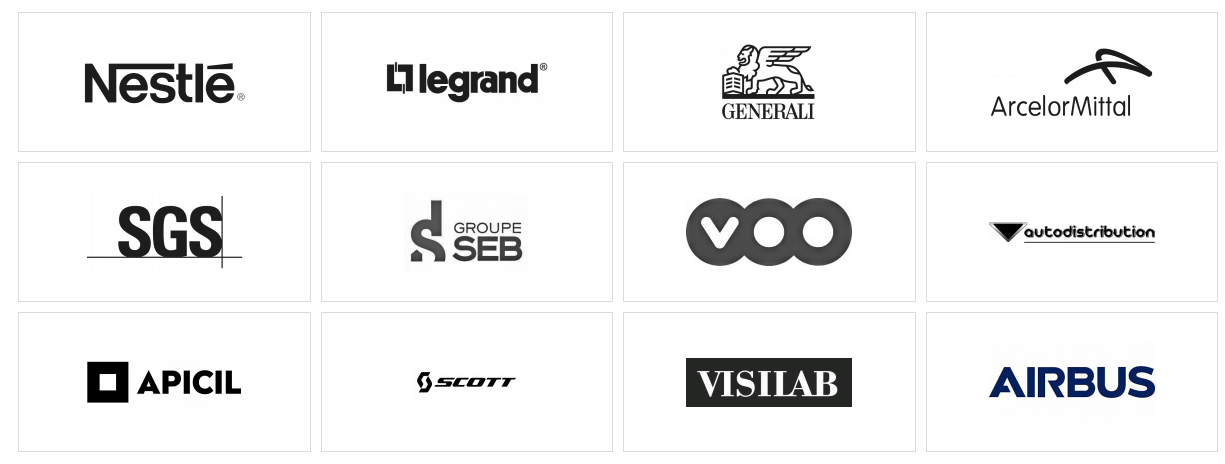 Nestlé®
legrand®
GENERALI
ArcelorMittal
SGS
GROUPE
SEB
VOO
autodistribution
APICIL
SCOTT
VISILAB
AIRBUS